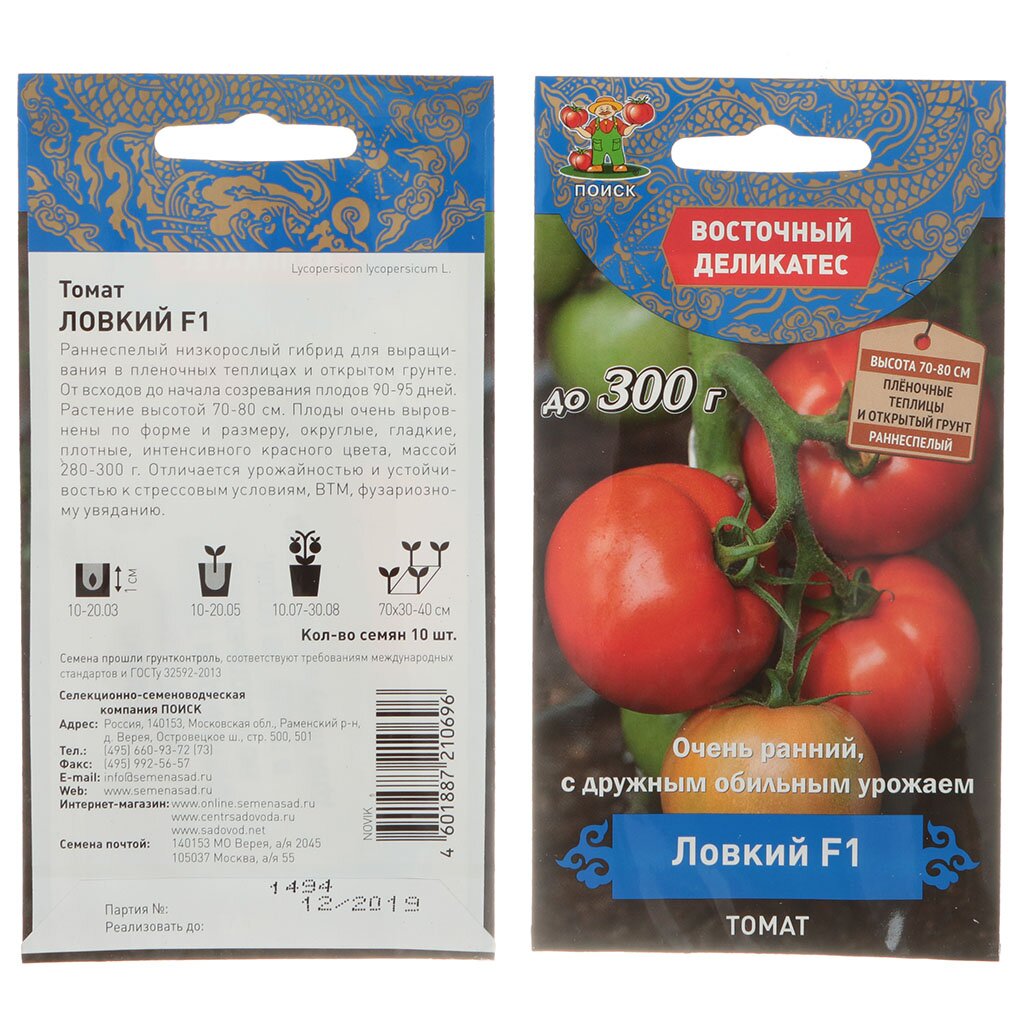 Lycopersicon lycopersicum L.
Томат
ЛОВКИЙ F1
Раннеспелый низкорослый гибрид для выращи-
вания в пленочных теплицах и открытом грунте.
От всходов до начала созревания плодов 90-95 дней.
Растение высотой 70-80 см. Плоды очень выров-
нены по форме и размеру, округлые, гладкие,
плотные, интенсивного красного цвета, массой
280-300 г. Отличается урожайностью и устойчи-
востью к стрессовым условиям, ВТМ, фузариозно-
му увяданию.
1 см
10-20.03
10-20.05
10.07-30.08
70х30-40 см
Кол-во семян 10 шт.
Семена прошли грунтконтроль, соответствуют требованиям международных
стандартов и ГОСТу 32592-2013
Селекционно-семеноводческая
компания ПОИСК
Адрес: Россия, 140153, Московская обл., Раменский р-н,
д. Верея, Островецкое ш., стр. 500, 501
Тел.: (495) 660-93-72 (73)
Факс: (495) 992-56-57
E-mail: info@semenasad.ru
Web: www.semenasad.ru
Интернет-магазин: www.online.semenasad.ru
www.centrsadovoda.ru
www.sadovod.net
Семена почтой: 140153 МО Верея, а/я 2045
105037 Москва, а/я 55
NOVIK
4 601887 210696
Партия №: 1494
Реализовать до: 12/2019
ПОИСК
ВОСТОЧНЫЙ
ДЕЛИКАТЕС
до 300 г
ВЫСОТА 70-80 СМ
ПЛЁНОЧНЫЕ
ТЕПЛИЦЫ
И ОТКРЫТЫЙ ГРУНТ
РАННЕСПЕЛЫЙ
Очень ранний,
с дружным обильным урожаем
Ловкий F1
ТОМАТ